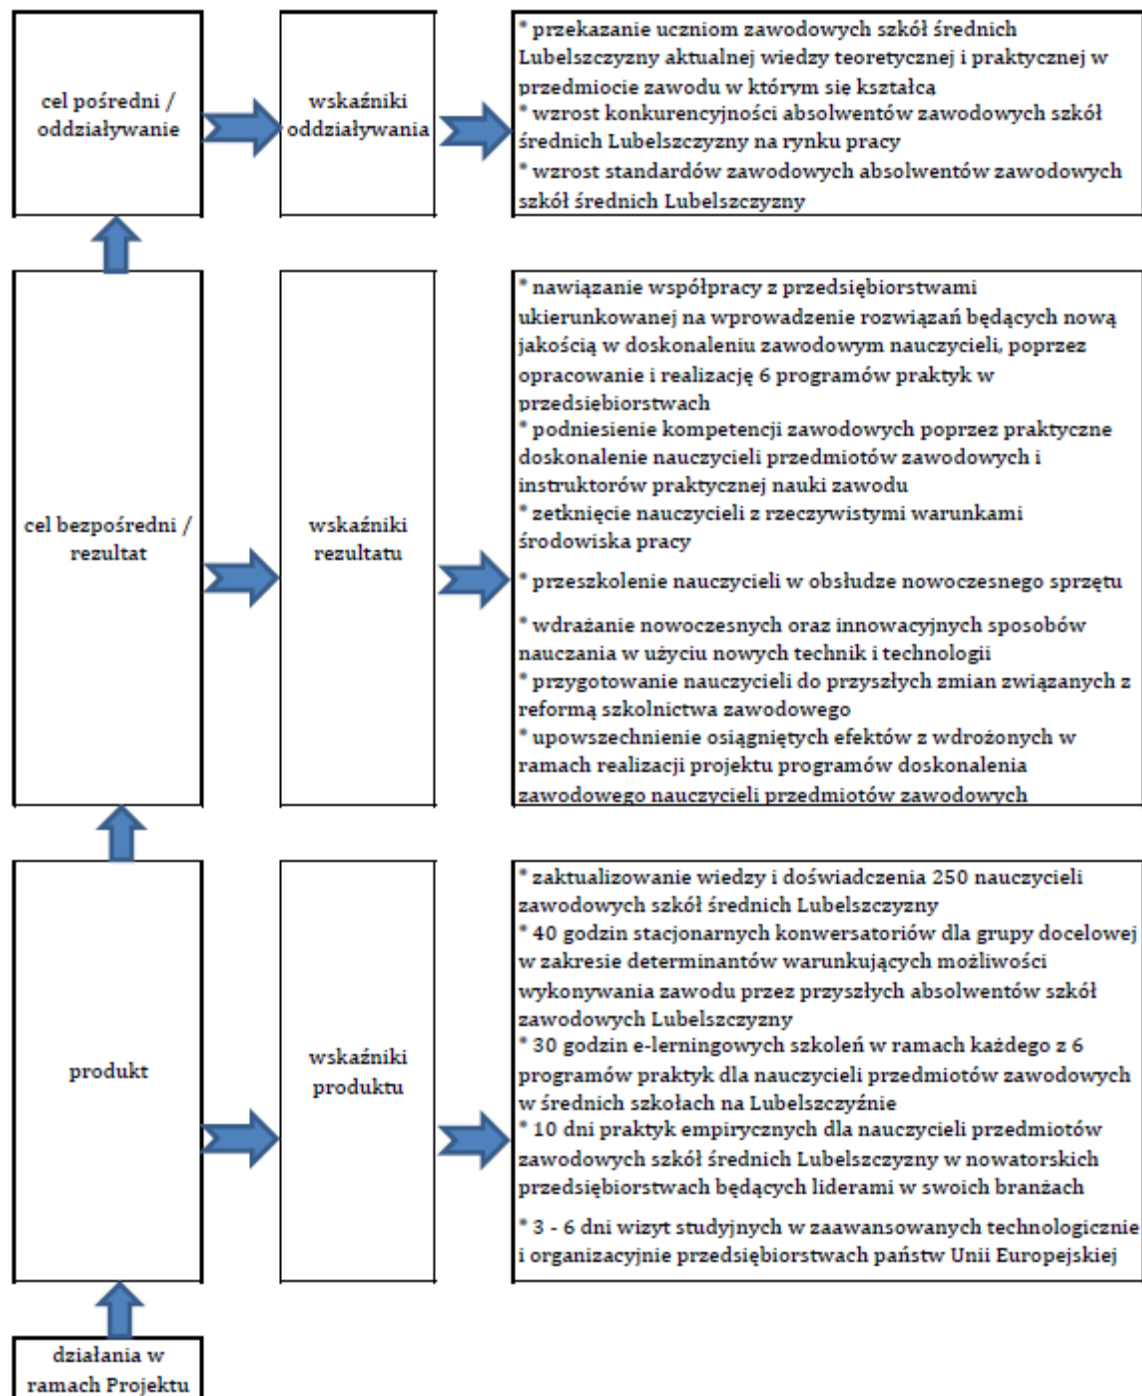 cel pośredni /
oddziaływanie
wskaźniki
oddziaływania
* przekazanie uczniom zawodowych szkół średnich
Lubelszczyzny aktualnej wiedzy teoretycznej i praktycznej w
przedmiocie zawodu w którym się kształcą
* wzrost konkurencyjności absolwentów zawodowych szkół
średnich Lubelszczyzny na rynku pracy
* wzrost standardów zawodowych absolwentów zawodowych
szkół średnich Lubelszczyzny
cel bezpośredni /
rezultat
wskaźniki
rezultatu
* nawiązanie współpracy z przedsiębiorstwami
ukierunkowanej na wprowadzenie rozwiązań będących nową
jakością w doskonaleniu zawodowym nauczycieli, poprzez
opracowanie i realizację 6 programów praktyk w
przedsiębiorstwach
* podniesienie kompetencji zawodowych poprzez praktyczne
doskonalenie nauczycieli przedmiotów zawodowych i
instruktorów praktycznej nauki zawodu
* zetknięcie nauczycieli z rzeczywistymi warunkami
środowiska pracy
* przeszkolenie nauczycieli w obsłudze nowoczesnego sprzętu
* wdrażanie nowoczesnych oraz innowacyjnych sposobów
nauczania w użyciu nowych technik i technologii
* przygotowanie nauczycieli do przyszłych zmian związanych z
reformą szkolnictwa zawodowego
* upowszechnienie osiągniętych efektów z wdrożonych w
ramach realizacji projektu programów doskonalenia
zawodowego nauczycieli przedmiotów zawodowych
produkt
wskaźniki
produktu
* zaktualizowanie wiedzy i doświadczenia 250 nauczycieli
zawodowych szkół średnich Lubelszczyzny
* 40 godzin stacjonarnych konwersatoriów dla grupy docelowej
w zakresie determinantów warunkujących możliwości
wykonywania zawodu przez przyszłych absolwentów szkół
zawodowych Lubelszczyzny
* 30 godzin e-lerningowych szkoleń w ramach każdego z 6
programów praktyk dla nauczycieli przedmiotów zawodowych
w średnich szkołach na Lubelszczyźnie
* 10 dni praktyk empirycznych dla nauczycieli przedmiotów
zawodowych szkół średnich Lubelszczyzny w nowatorskich
przedsiębiorstwach będących liderami w swoich branżach
* 3 - 6 dni wizyt studyjnych w zaawansowanych technologicznie
i organizacyjnie przedsiębiorstwach państw Unii Europejskiej
działania w
ramach Projektu